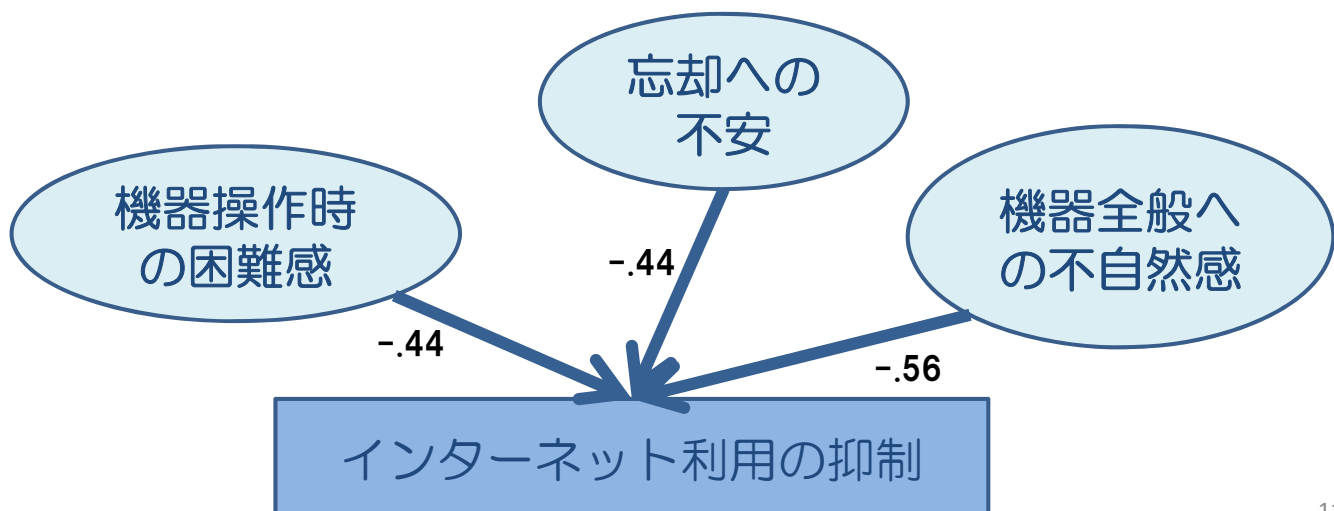 忘却への
不安
機器操作時
の困難感
機器全般へ
の不自然感
-.44
-.44
-.56
インターネット利用の抑制